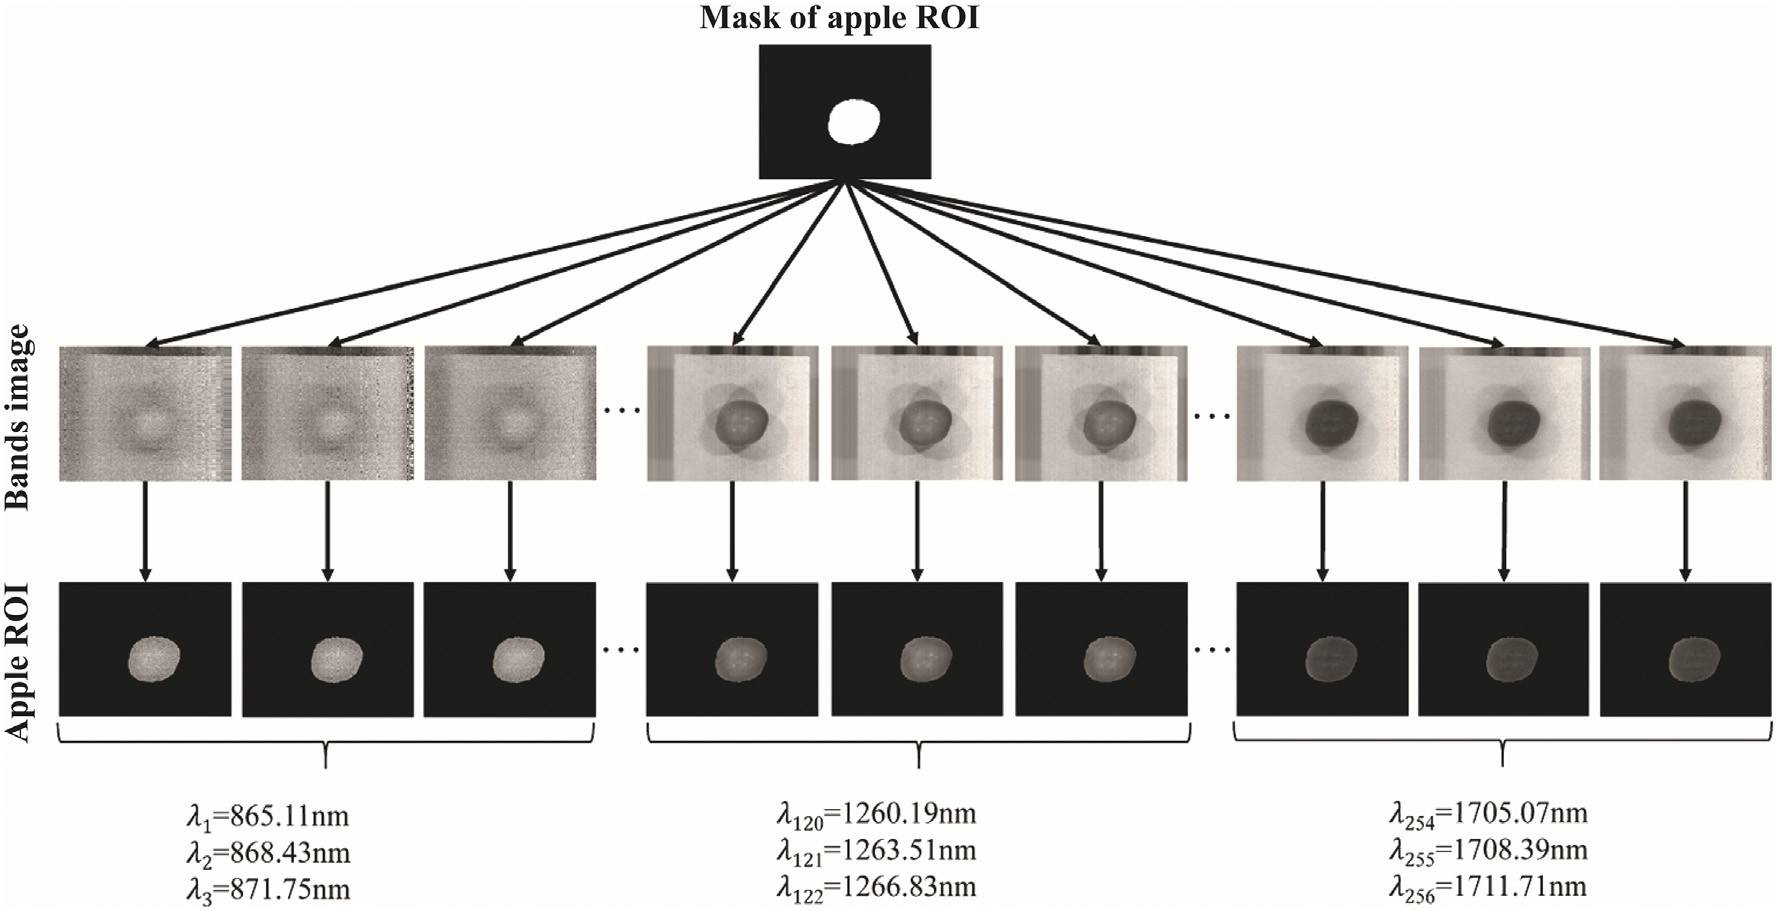 Mask of apple ROI
Bands image
...
...
Apple ROI
...
...
λ1=865.11nm
λ2=868.43nm
λ3=871.75nm
λ120=1260.19nm
λ121=1263.51nm
λ122=1266.83nm
λ254=1705.07nm
λ255=1708.39nm
λ256=1711.71nm